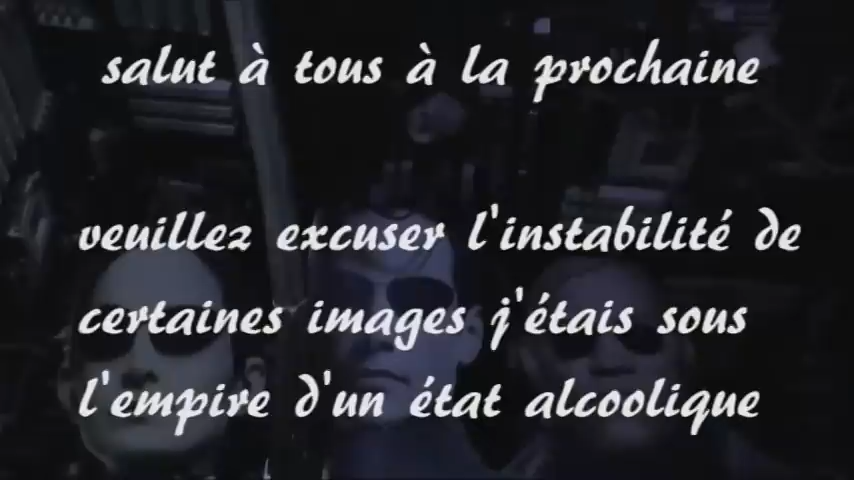 salut à tous à la prochaine
veuillez excuser l'instabilité de
certaines images j'étais sous
l'empire d'un état alcoolique